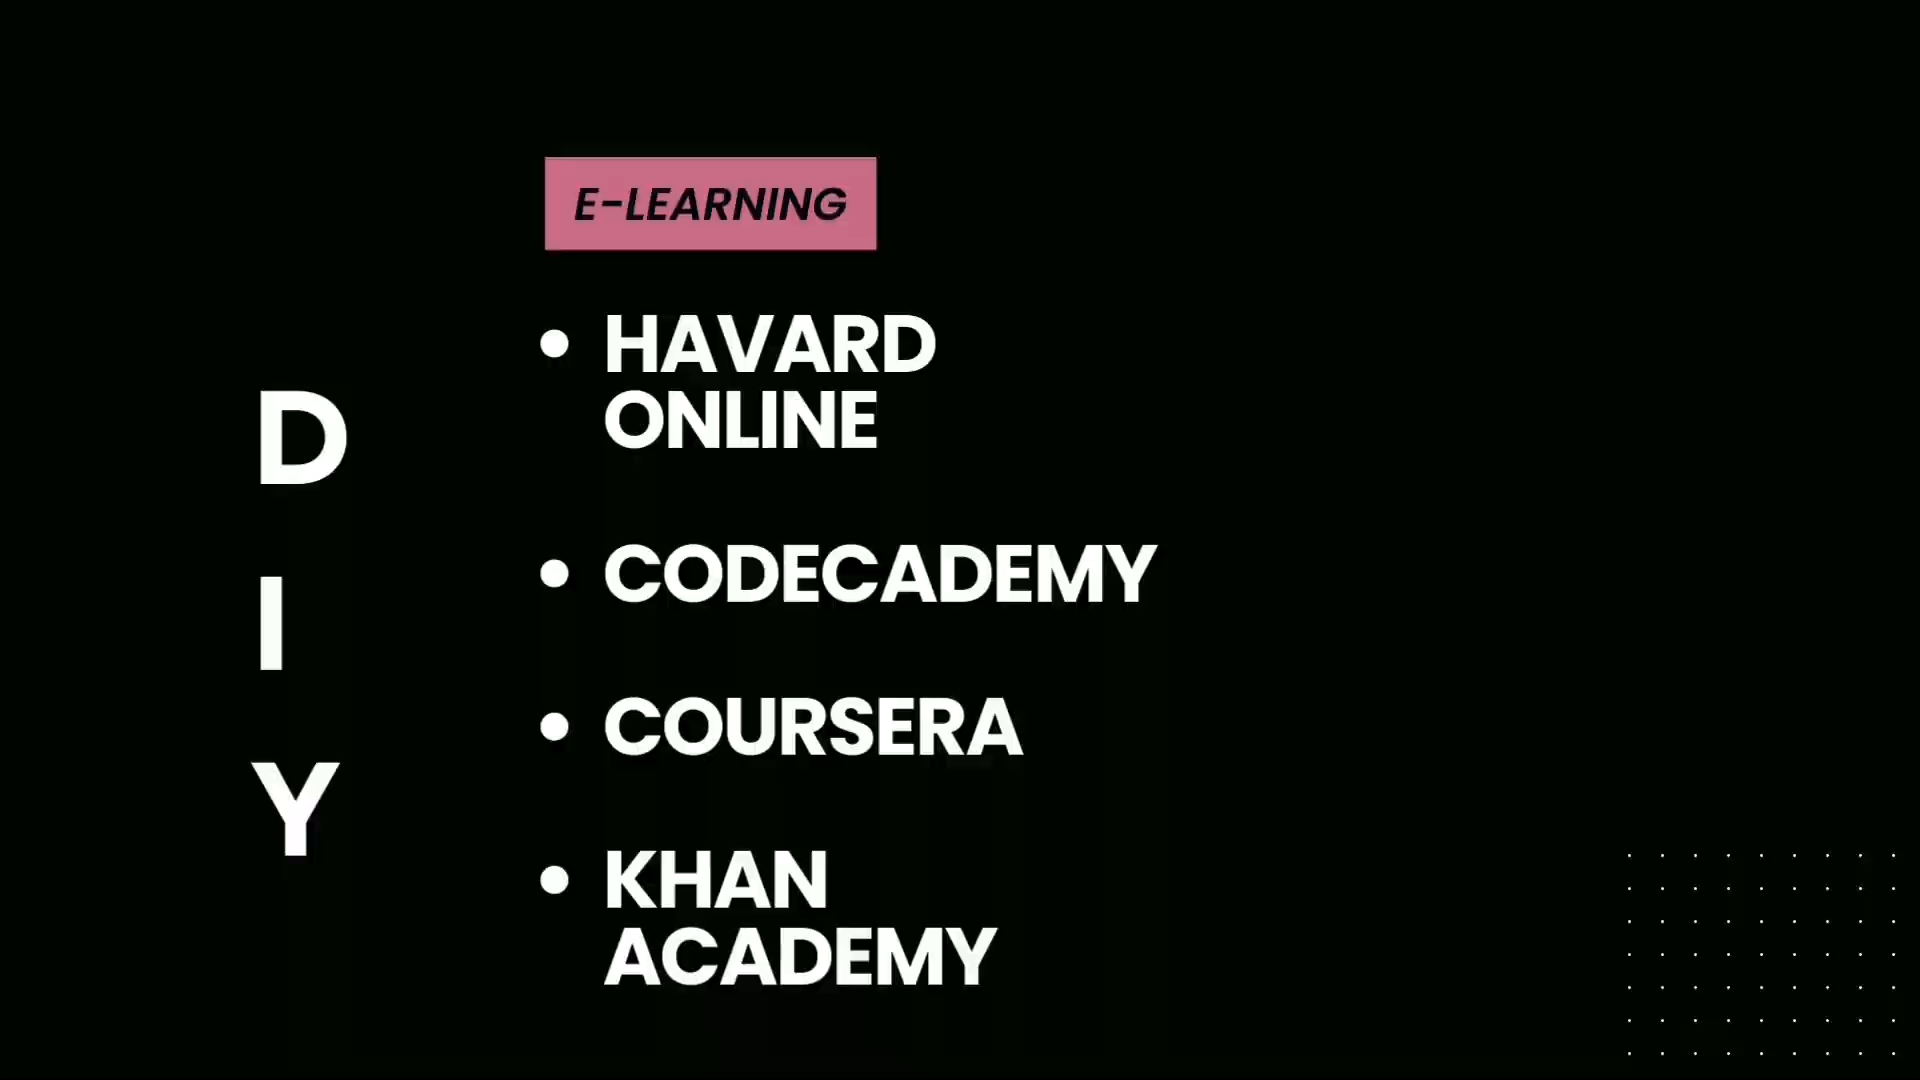 E-LEARNING
D
I
Y
• HAVARD
ONLINE
• CODECADEMY
• COURSERA
• KHAN
ACADEMY